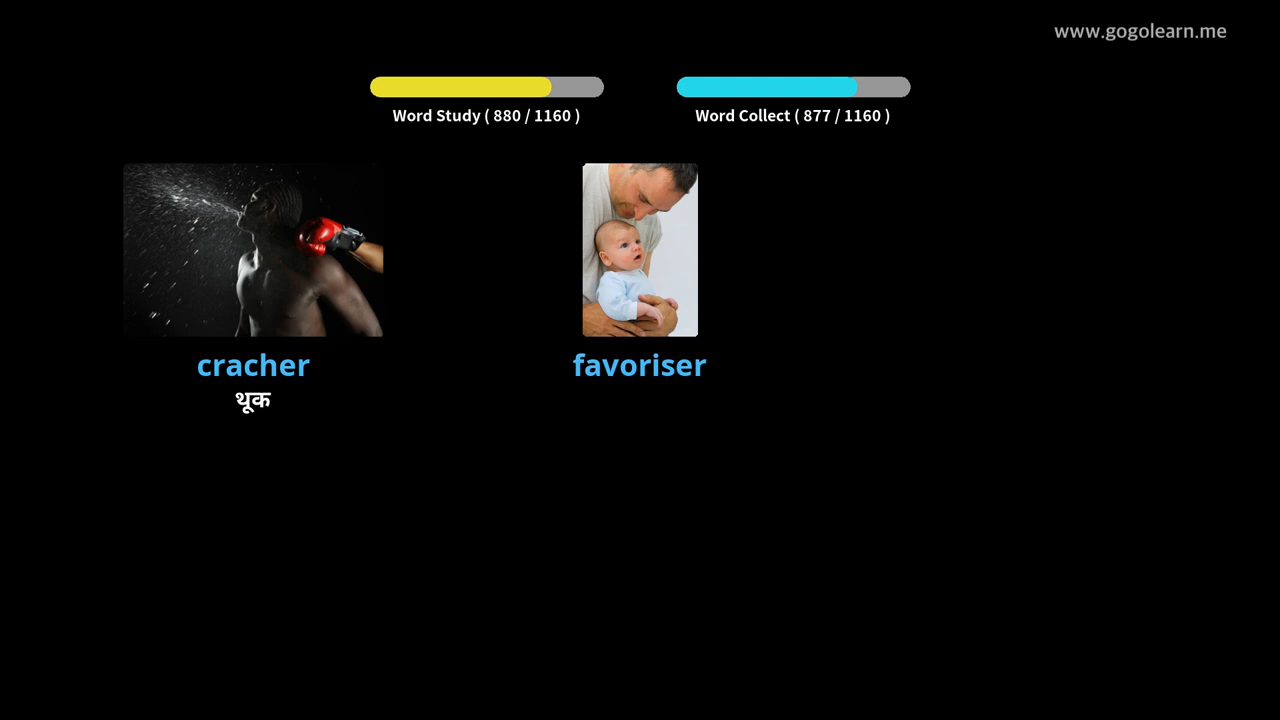 www.gogolearn.me
Word Study ( 880 / 1160 )
Word Collect ( 877 / 1160 )
cracher
थूक
favoriser